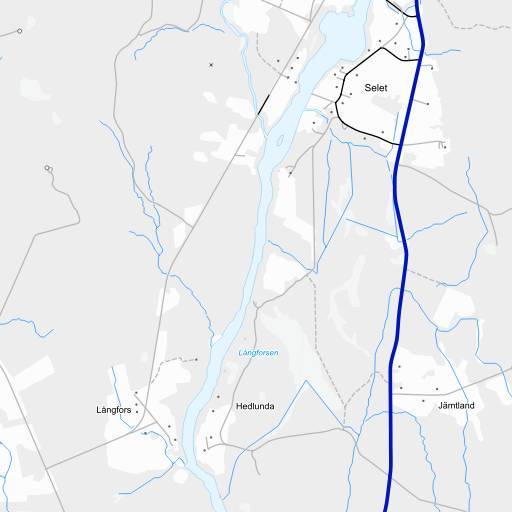 Selet
Långforsen
Hedlunda
Långfors
Jämtland